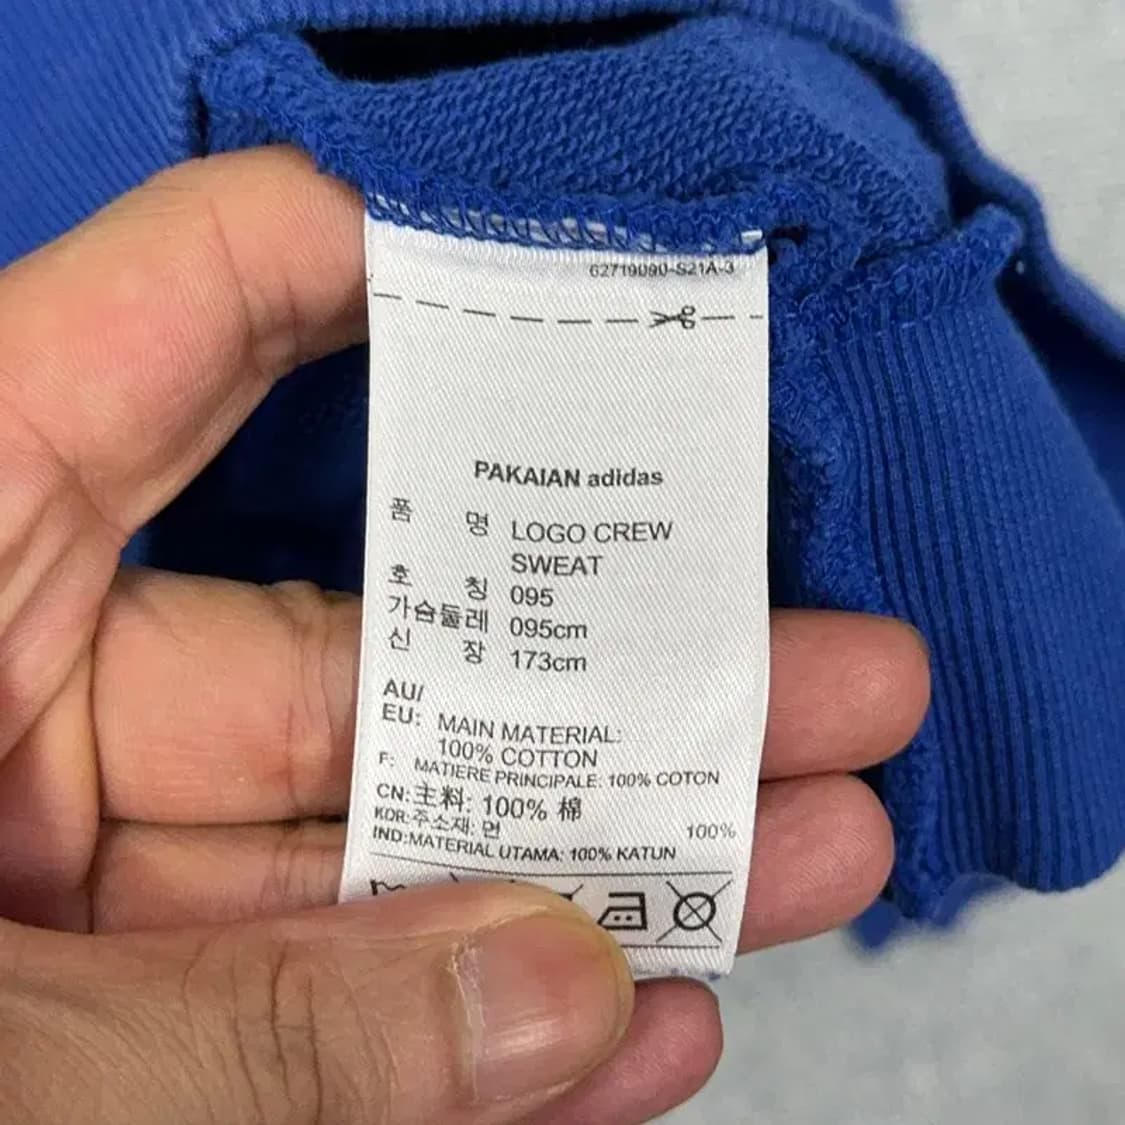 62719090-S21A-3
PAKAIAN adidas
품 명 LOGO CREW
SWEAT
호 칭 095
가슴둘레 095cm
신 장 173cm
AU/
EU: MAIN MATERIAL:
100% COTTON
F: MATIERE PRINCIPALE: 100% COTON
CN:主料: 100% 棉
KOR:주소재: 면 100%
IND:MATERIAL UTAMA: 100% KATUN